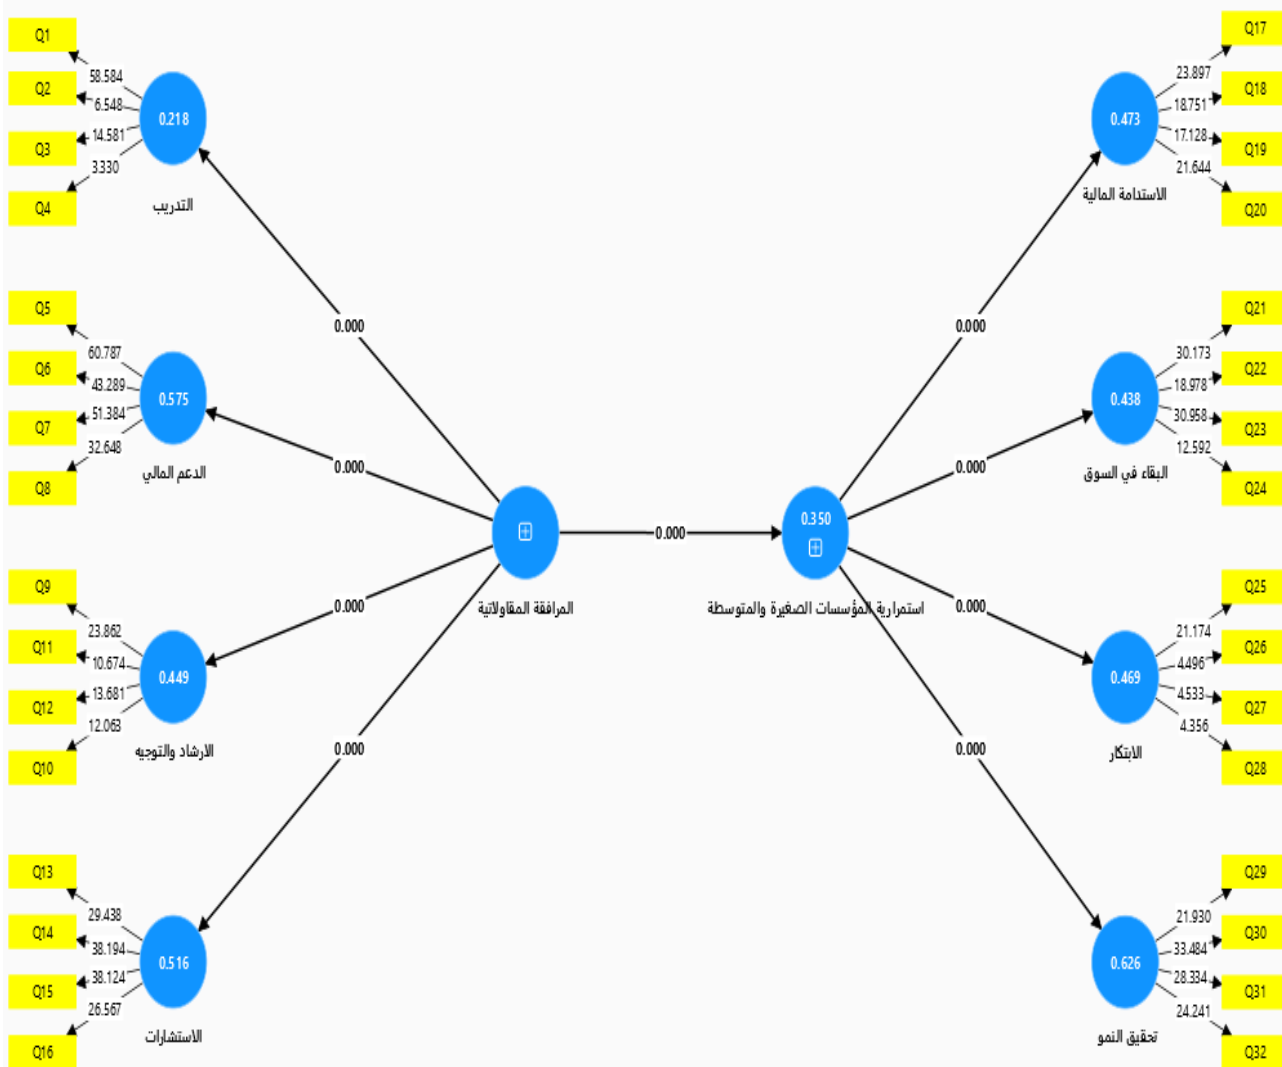 Q1
58.584
Q2
6.548
0.218
Q3
14.581
3.330
Q4
التدريب
Q5
60.787
Q6
43.289
0.575
Q7
51.384
32.648
Q8
الدعم المالي
Q9
23.862
Q11
10.674
0.449
Q12
13.681
12.063
Q10
الارشاد والتوجيه
Q13
29.438
Q14
38.194
0.516
Q15
38.124
26.567
Q16
الاستشارات
0.000
0.000
0.000
0.000
المرافقة المقاولاتية
0.000
0.350
استمرارية المؤسسات الصغيرة والمتوسطة
0.000
0.000
0.000
0.000
Q17
23.897
Q18
18.751
0.473
17.128
Q19
21.644
Q20
الاستدامة المالية
Q21
30.173
Q22
18.978
0.438
30.958
Q23
12.592
Q24
البقاء في السوق
Q25
21.174
Q26
4.496
0.469
4.533
Q27
4.356
Q28
الابتكار
Q29
21.930
Q30
33.484
0.626
28.334
Q31
24.241
Q32
تحقيق النمو